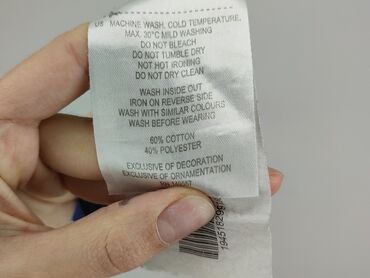 US MACHINE WASH, COLD TEMPERATURE,
MAX. 30°C MILD WASHING
DO NOT BLEACH
DO NOT TUMBLE DRY
NOT HOT IRONING
DO NOT DRY CLEAN
WASH INSIDE OUT
IRON ON REVERSE SIDE
WASH WITH SIMILAR COLOURS
WASH BEFORE WEARING
60% COTTON
40% POLYESTER
EXCLUSIVE OF DECORATION
EXCLUSIVE OF ORNAMENTATION